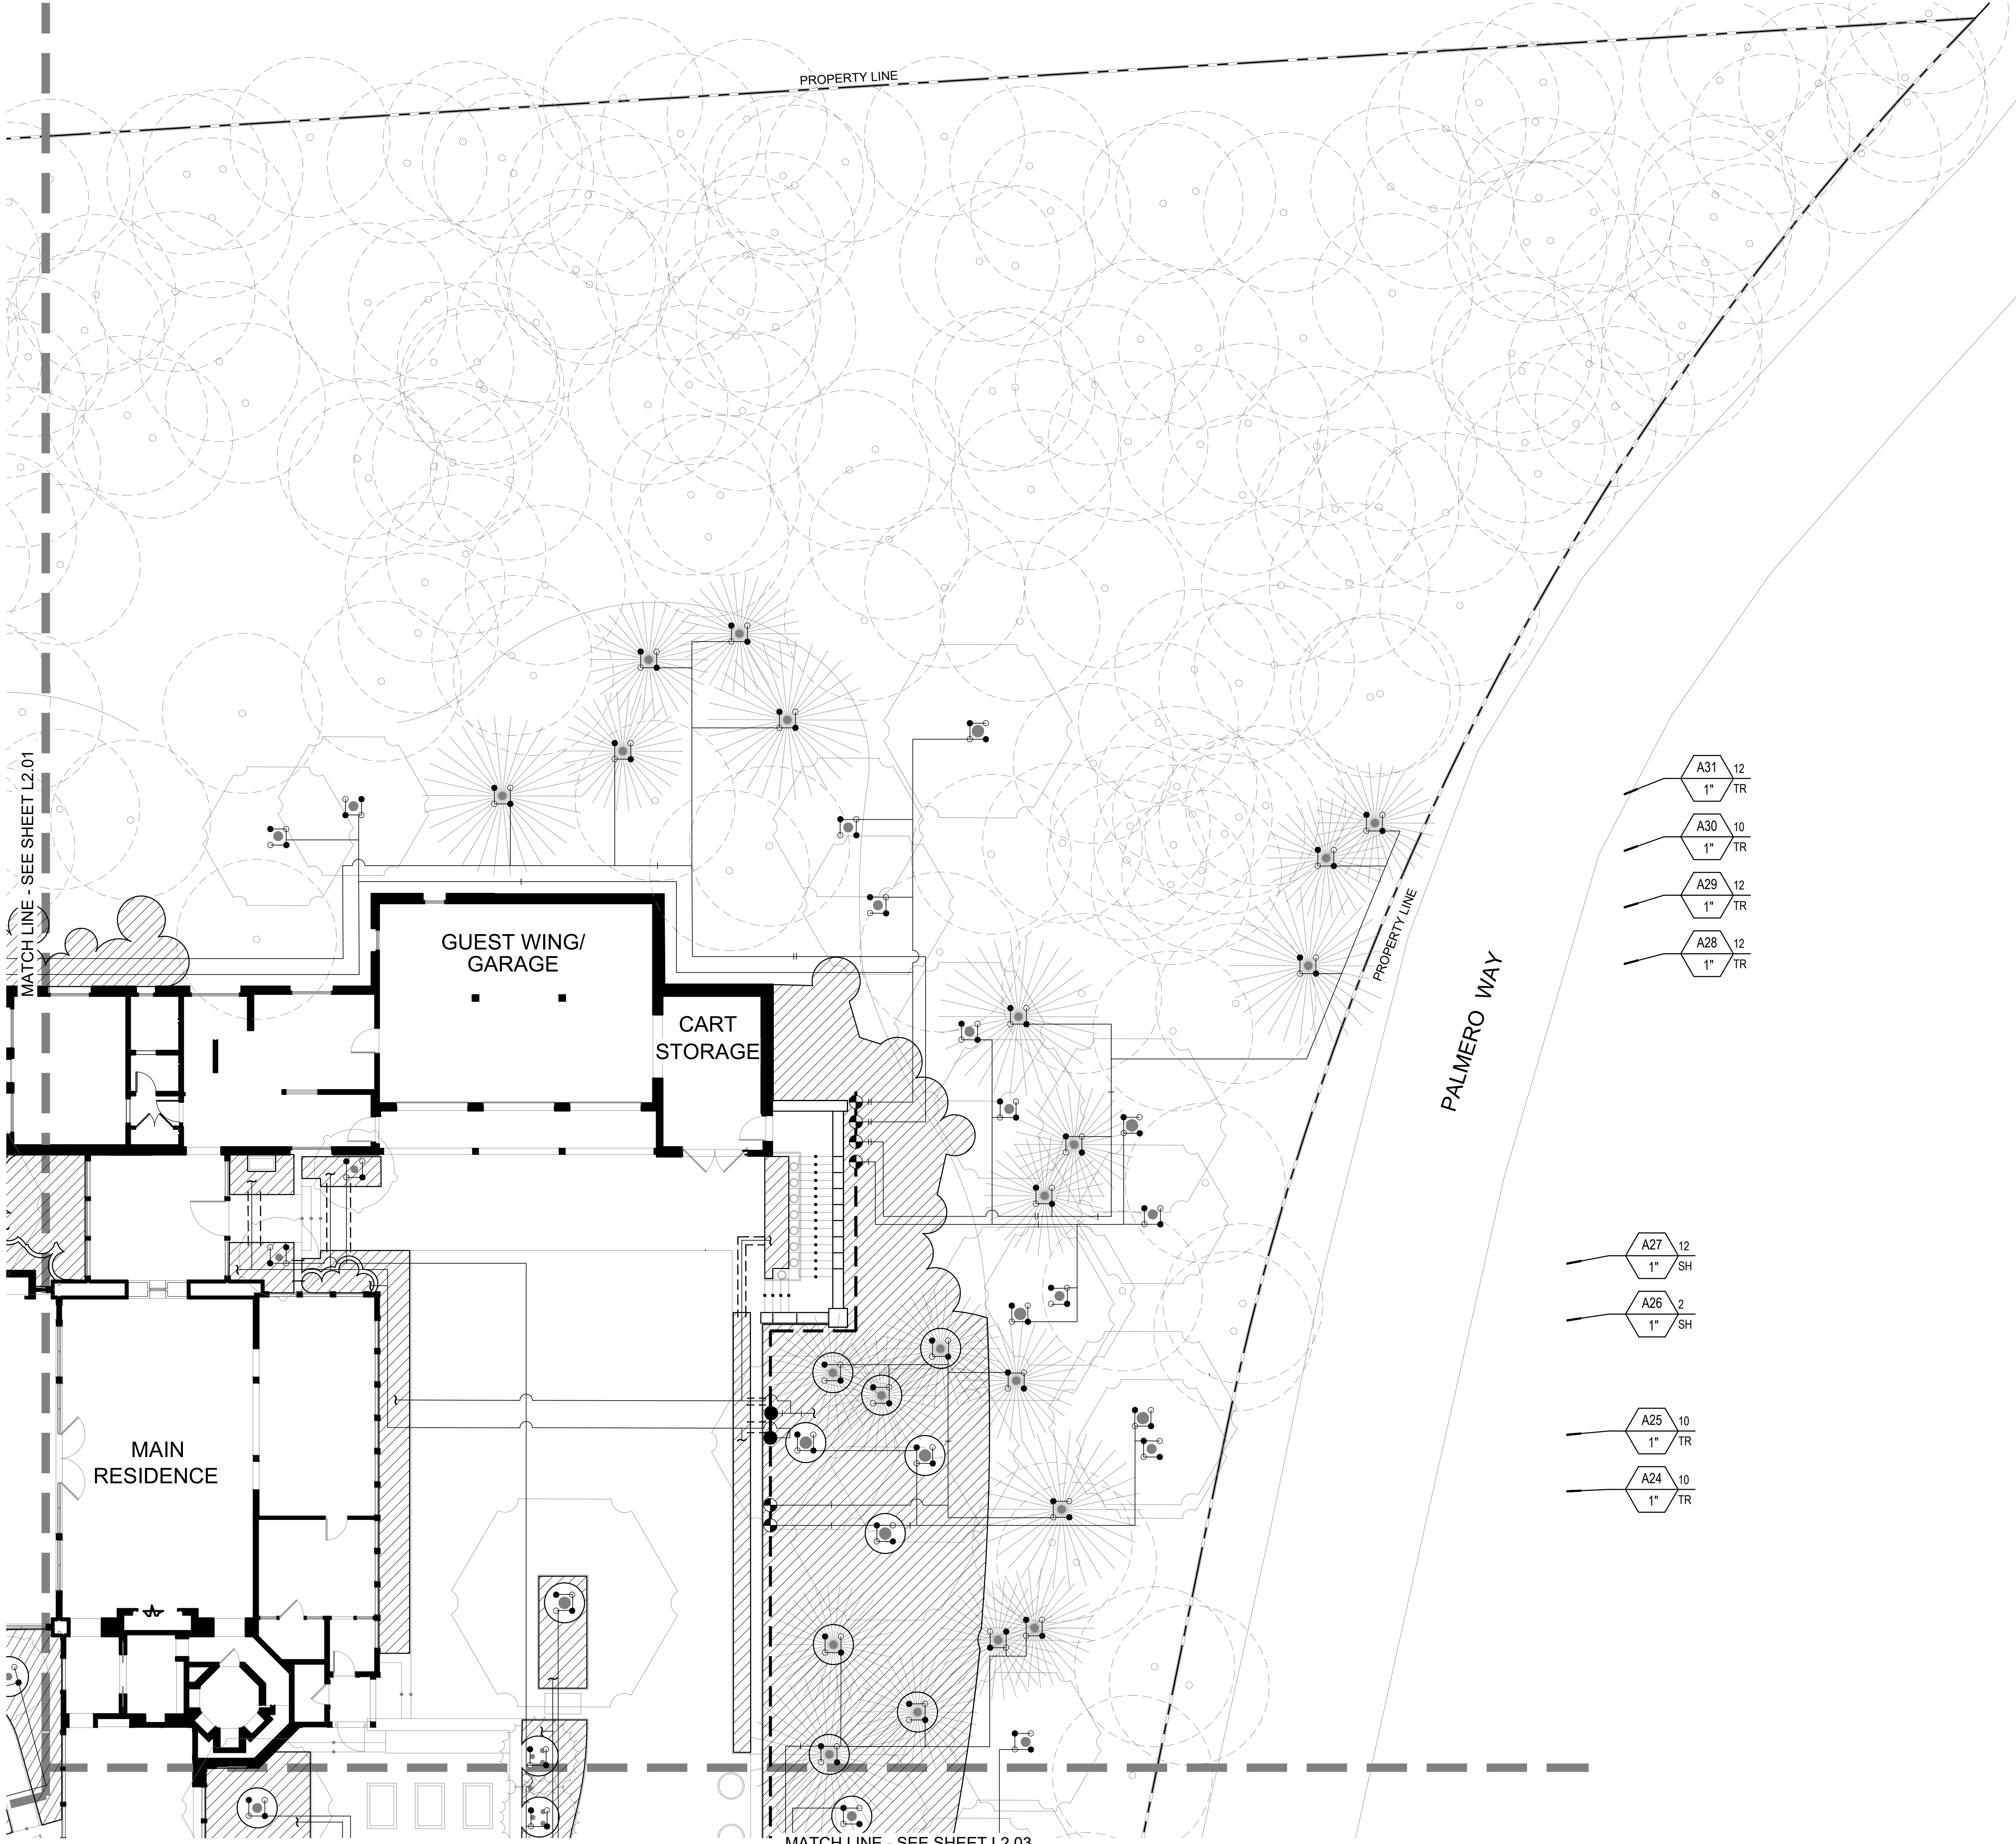 PROPERTY LINE
MATCH LINE - SEE SHEET L2.01
A31 12
1" TR
A30 10
1" TR
A29 12
1" TR
A28 12
1" TR
PROPERTY LINE
GUEST WING/
GARAGE
PALMERO WAY
CART
STORAGE
A27 12
1" SH
A26 2
1" SH
A25 10
1" TR
A24 10
1" TR
MAIN
RESIDENCE
MATCH LINE - SEE SHEET L2.03